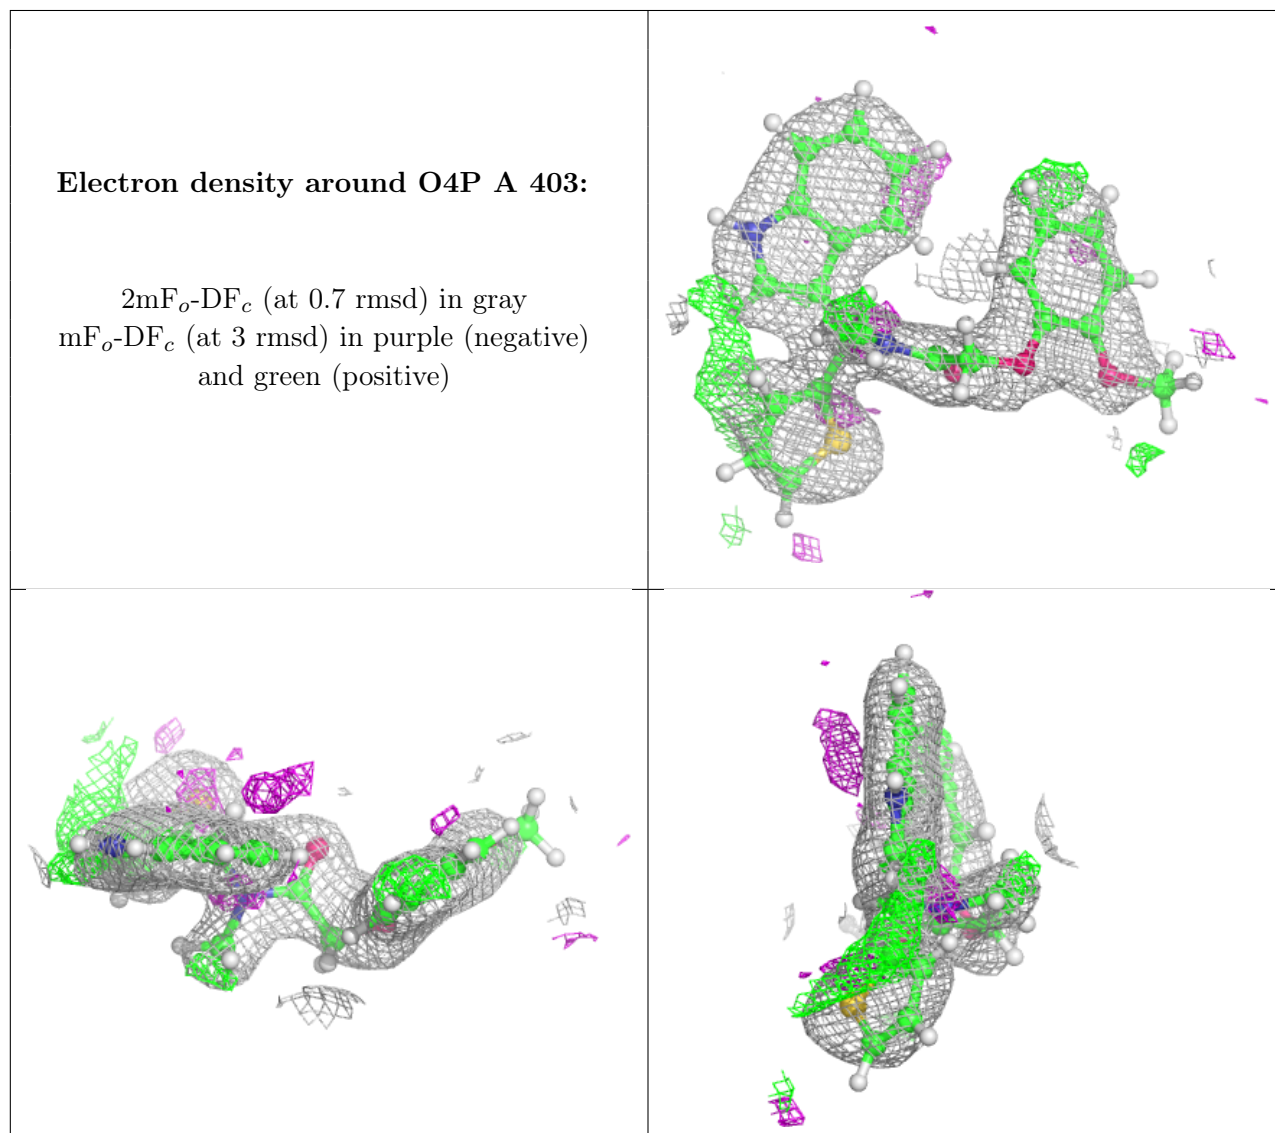 Electron density around O4P A 403:
2mFo-DFc (at 0.7 rmsd) in gray
mFo-DFc (at 3 rmsd) in purple (negative)
and green (positive)